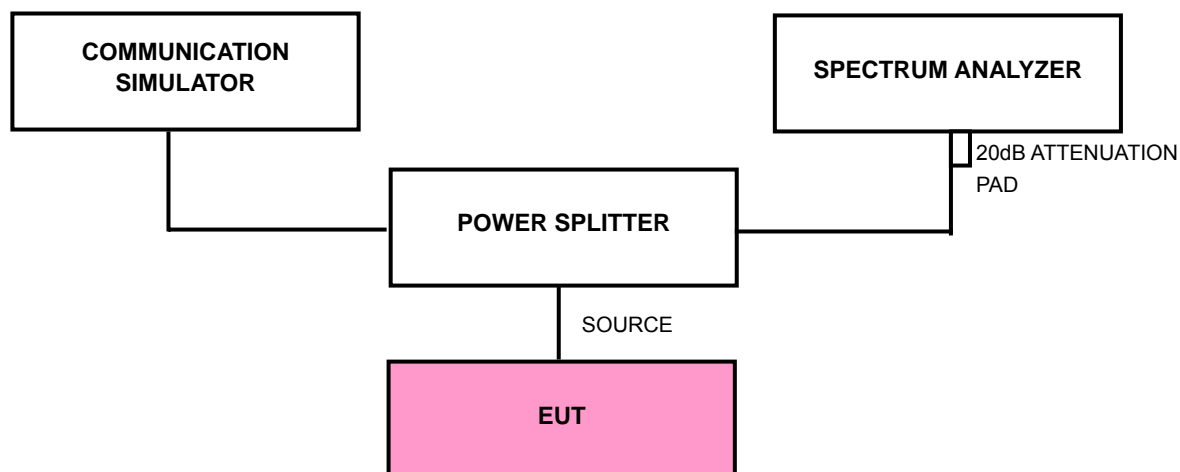 COMMUNICATION
SIMULATOR
SPECTRUM ANALYZER
20dB ATTENUATION
PAD
POWER SPLITTER
SOURCE
EUT